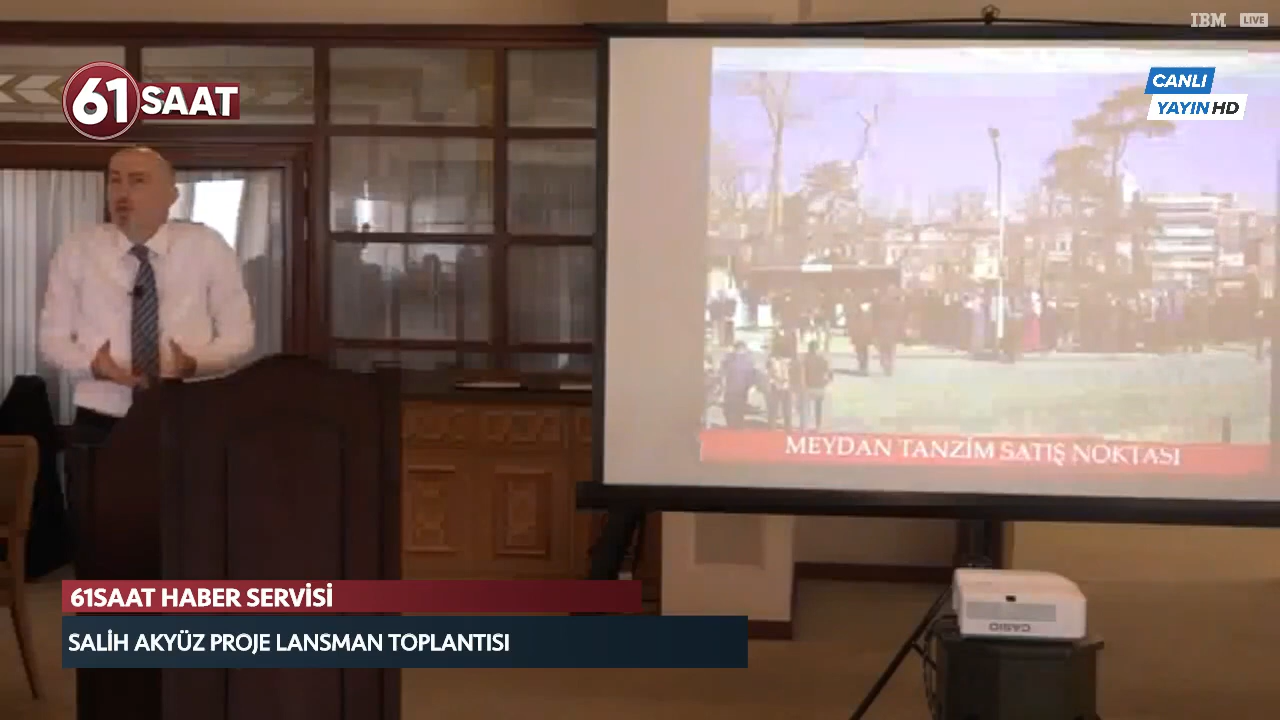 IBM LIVE
61SAAT
CANLI
YAYIN HD
MEYDAN TANZİM SATIŞ NOKTASI
61SAAT HABER SERVİSİ
SALİH AKYÜZ PROJE LANSMAN TOPLANTISI
CASIO